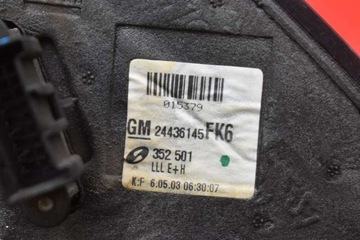 015379
GM 24436145 FK6
352 501
LLL E+H
K:F 6.05.03 06:30:07